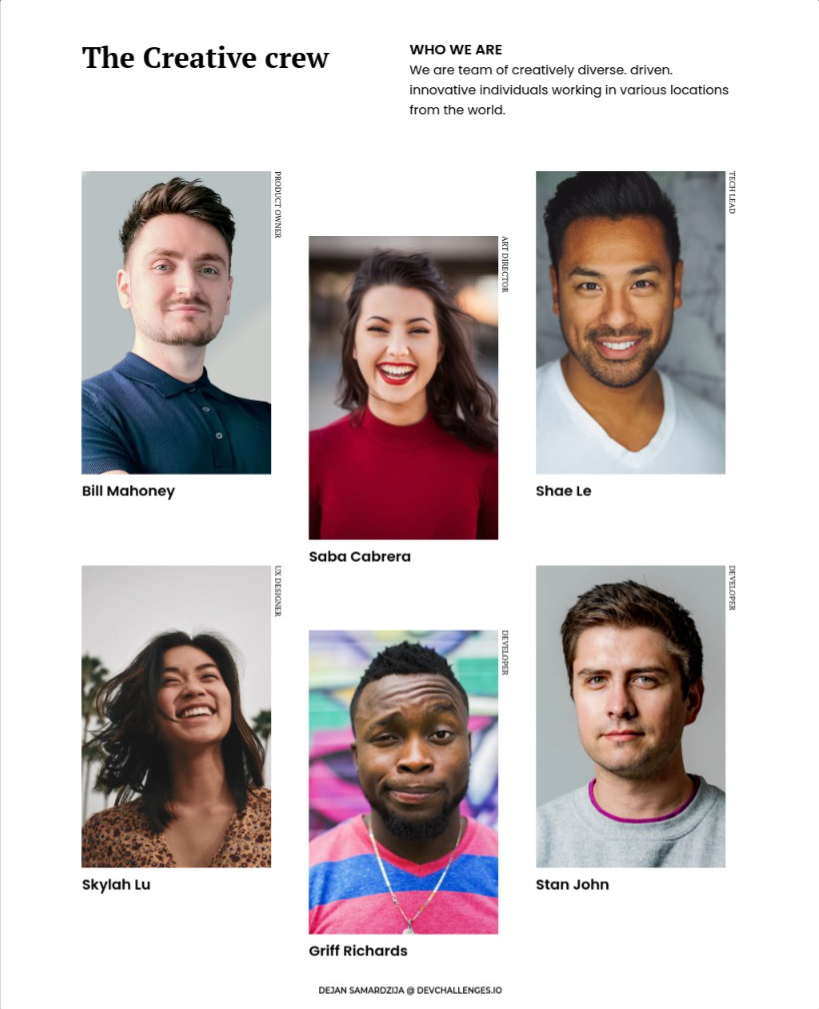 The Creative crew
WHO WE ARE
We are team of creatively diverse. driven.
innovative individuals working in various locations
from the world.
PRODUCT OWNER
Bill Mahoney
ART DIRECTOR
Saba Cabrera
TECH LEAD
Shae Le
UX DESIGNER
Skylah Lu
DEVELOPER
Griff Richards
DEVELOPER
Stan John
DEJAN SAMARDZIJA @ DEVCHALLENGES.IO